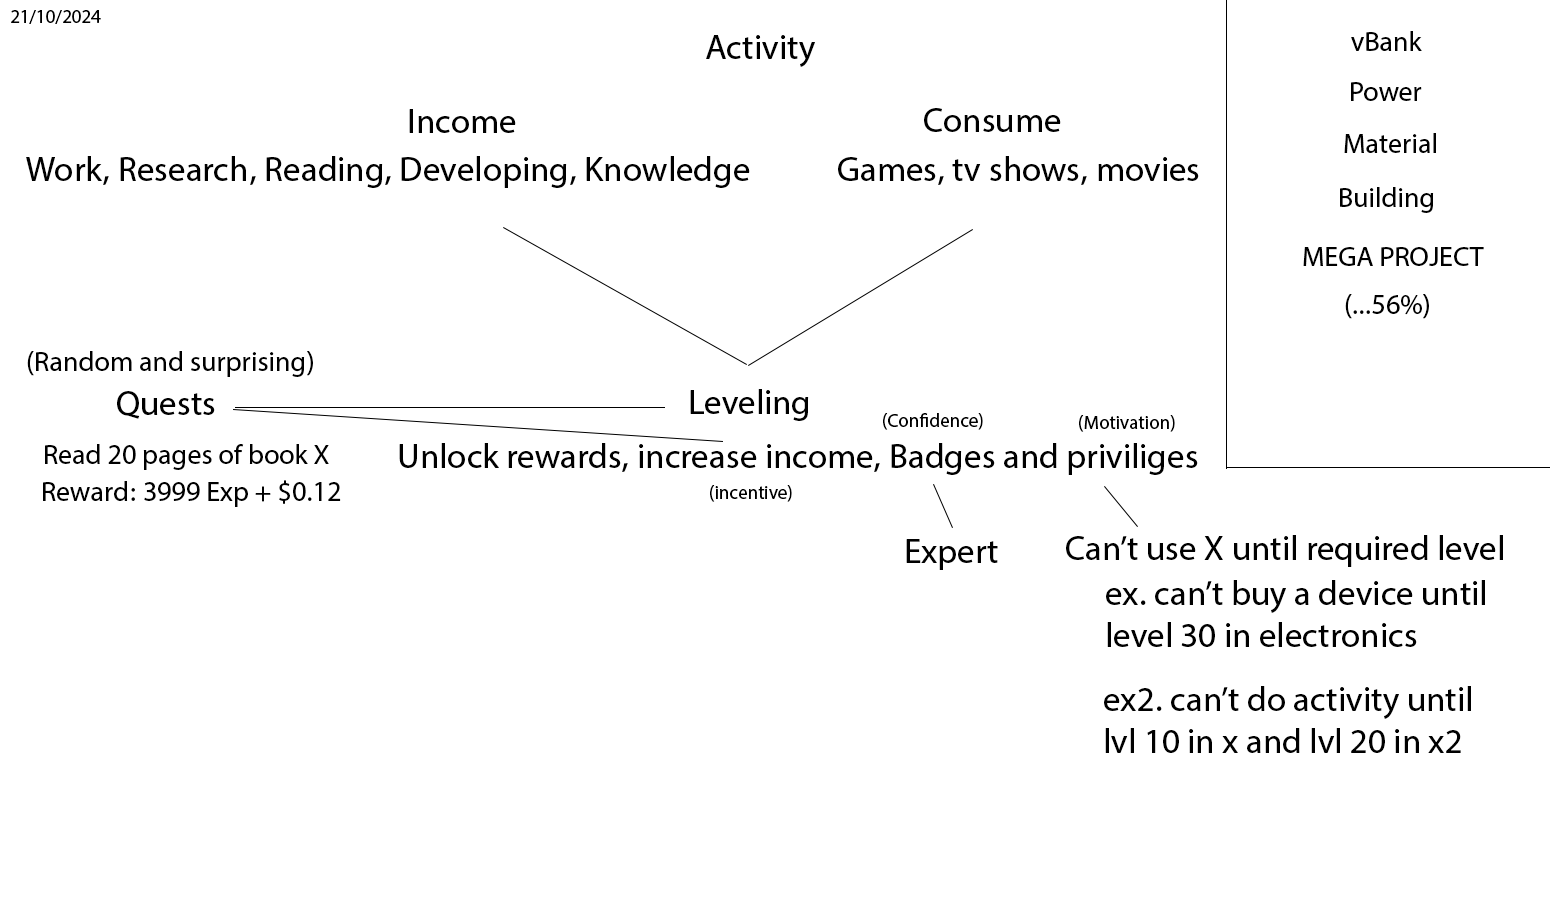 21/10/2024
Activity
Income
Consume
Work, Research, Reading, Developing, Knowledge
Games, tv shows, movies
vBank
Power
Material
Building
MEGA PROJECT
(...56%)
(Random and surprising)
Quests
Read 20 pages of book X
Reward: 3999 Exp + $0.12
Leveling
(Confidence)
(Motivation)
Unlock rewards, increase income, Badges and priviliges
(incentive)
Expert
Can't use X until required level
ex. can't buy a device until
level 30 in electronics
ex2. can't do activity until
lvl 10 in x and lvl 20 in x2